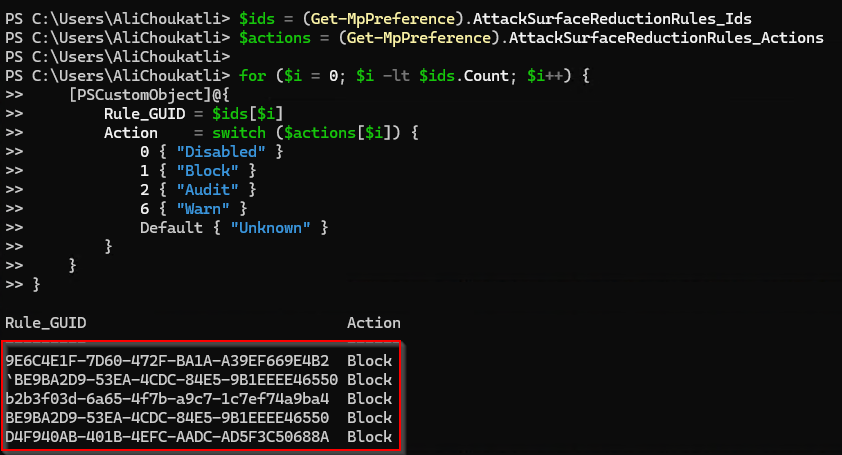 PS C:\Users\AliChoukatli> $ids = (Get-MpPreference).AttackSurfaceReductionRules_Ids
PS C:\Users\AliChoukatli> $actions = (Get-MpPreference).AttackSurfaceReductionRules_Actions
PS C:\Users\AliChoukatli>
PS C:\Users\AliChoukatli> for ($i = 0; $i -lt $ids.Count; $i++) {
>>     [PSCustomObject]@{
>>         Rule_GUID = $ids[$i]
>>         Action    = switch ($actions[$i]) {
>>             0 { "Disabled" }
>>             1 { "Block" }
>>             2 { "Audit" }
>>             6 { "Warn" }
>>             Default { "Unknown" }
>>         }
>>     }
>> }
Rule_GUID                            Action
---------                            ------
9E6C4E1F-7D60-472F-BA1A-A39EF669E4B2  Block
`BE9BA2D9-53EA-4CDC-84E5-9B1EEEE46550 Block
b2b3f03d-6a65-4f7b-a9c7-1c7ef74a9ba4  Block
BE9BA2D9-53EA-4CDC-84E5-9B1EEEE46550  Block
D4F940AB-401B-4EFC-AADC-AD5F3C50688A  Block